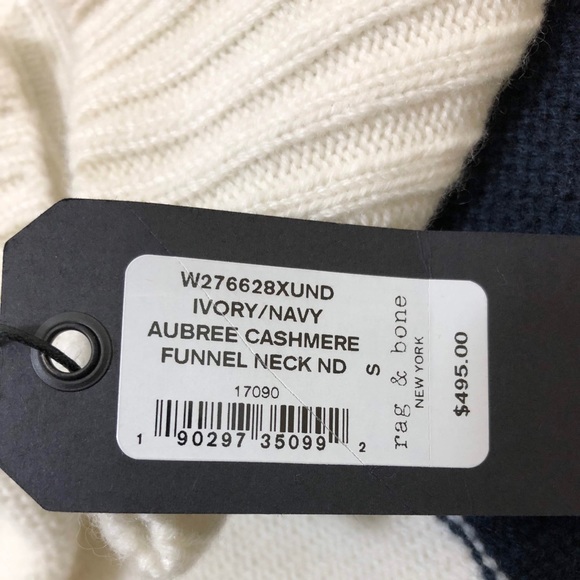 W276628XUND
IVORY/NAVY
AUBREE CASHMERE
FUNNEL NECK ND
17090
1 90297 35099 2
S
rag & bone
NEW YORK
$495.00